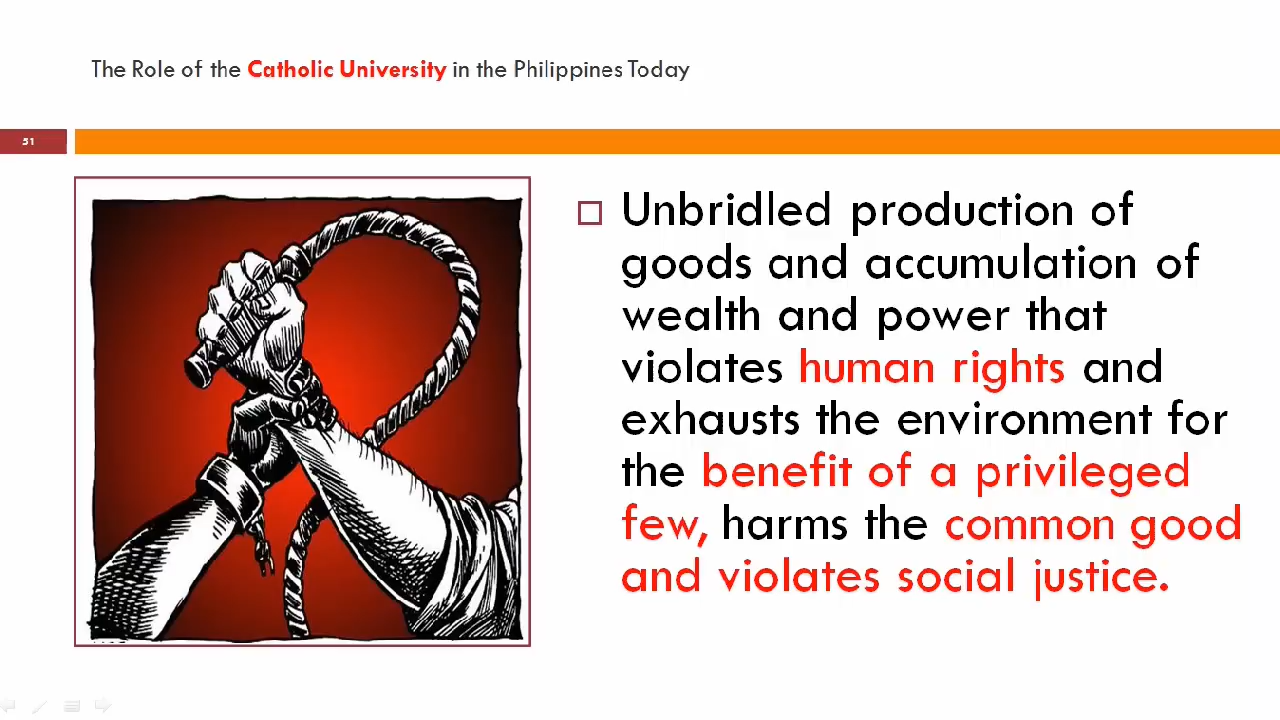 The Role of the Catholic University in the Philippines Today
51
Unbridled production of
goods and accumulation of
wealth and power that
violates human rights and
exhausts the environment for
the benefit of a privileged
few, harms the common good
and violates social justice.